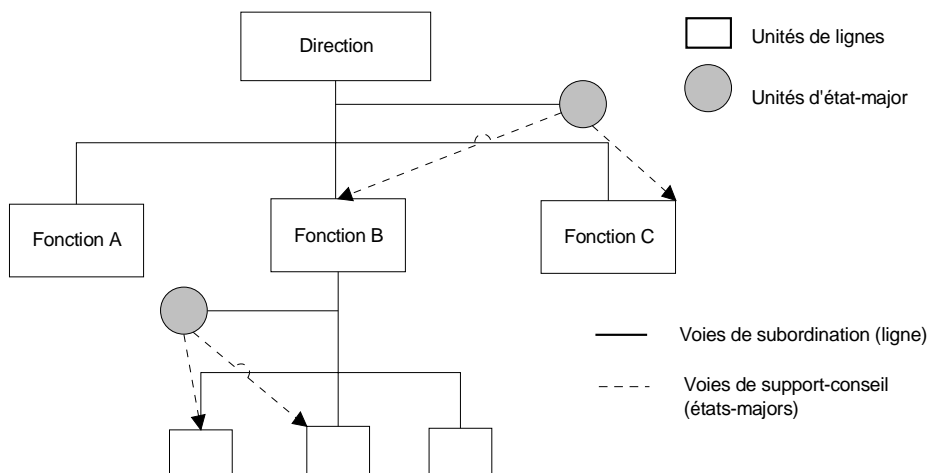 Direction
Unités de lignes
Unités d'état-major
Fonction A
Fonction B
Fonction C
Voies de subordination (ligne)
Voies de support-conseil
(états-majors)